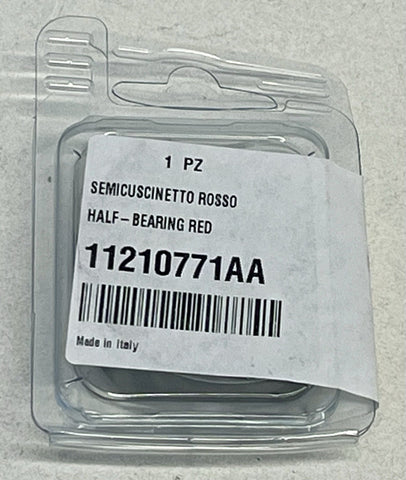 1 PZ
SEMICUSCINETTO ROSSO
HALF-BEARING RED
11210771AA
Made in Italy